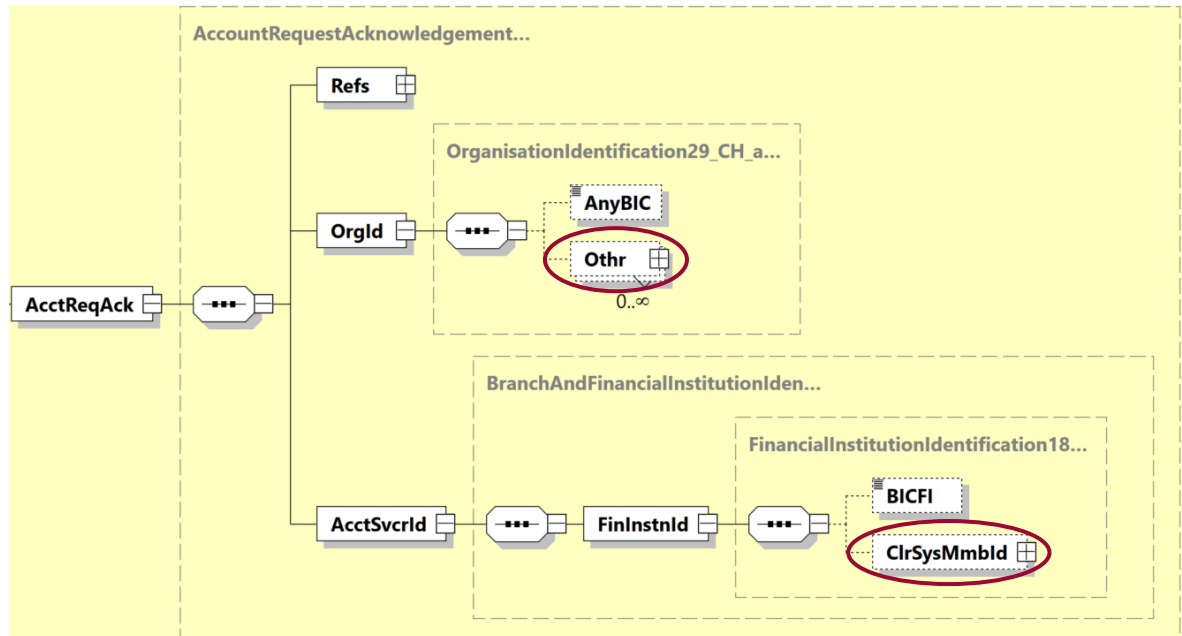 AccountRequestAcknowledgement...
Refs
OrganisationIdentification29_CH_a...
AnyBIC
OrgId
Othr
0..∞
AcctReqAck
BranchAndFinancialInstitutionIden...
FinancialInstitutionIdentification18...
BICFI
AcctSvcrId
FinInstnId
ClrSysMmbId